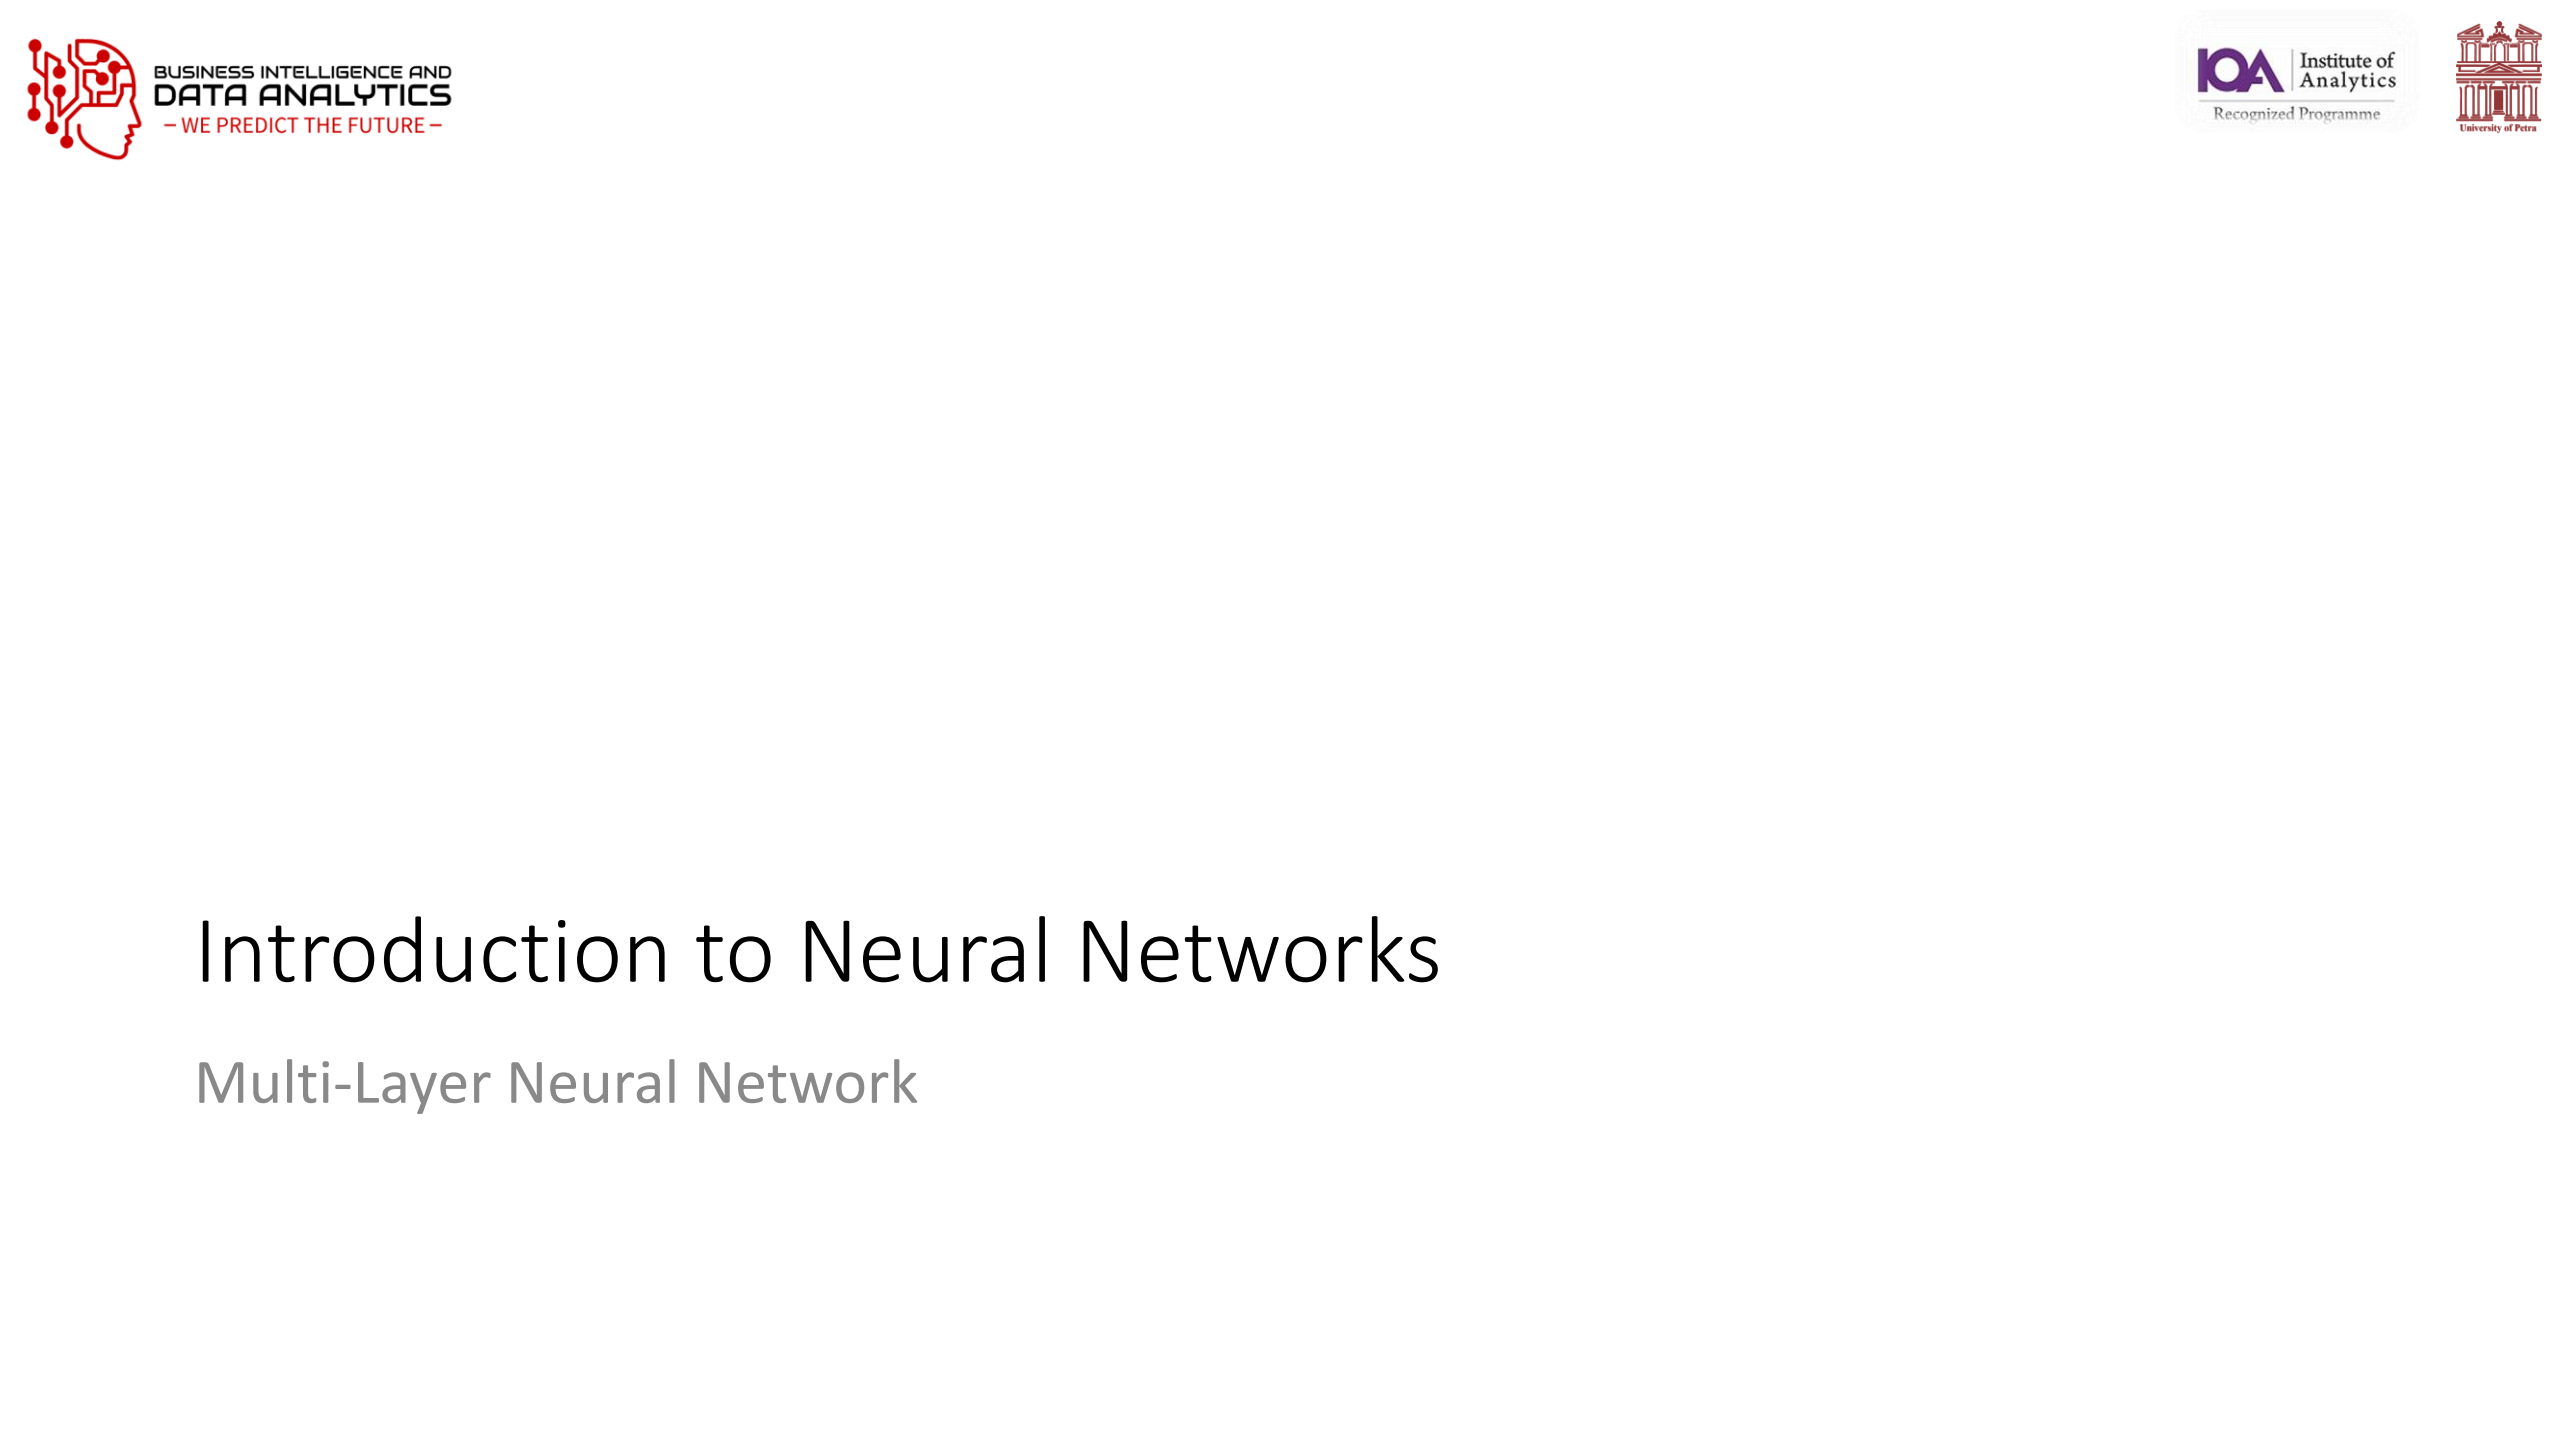 BUSINESS INTELLIGENCE AND
DATA ANALYTICS
– WE PREDICT THE FUTURE –
IOA
Institute of
Analytics
Recognized Programme
University of Petra
Introduction to Neural Networks
Multi-Layer Neural Network